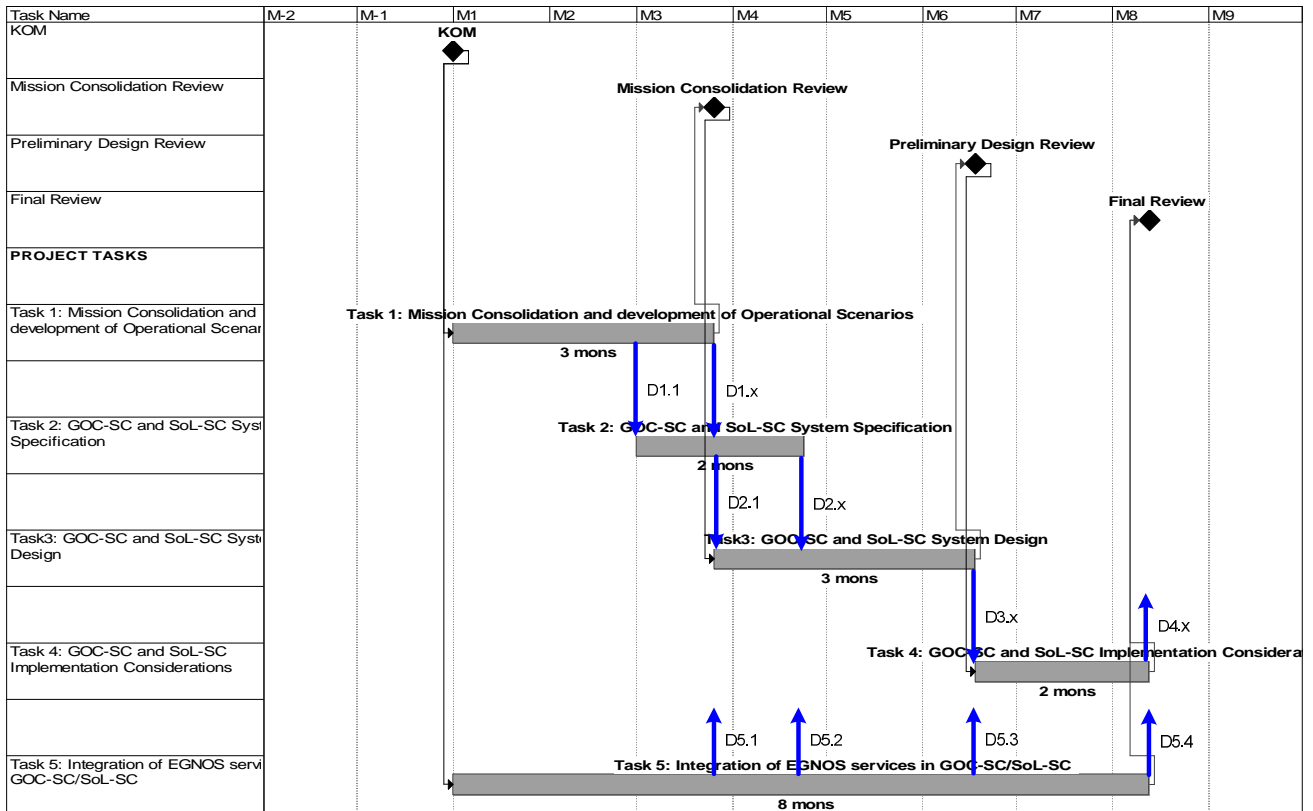 Task Name M-2 M-1 M1 M2 M3 M4 M5 M6 M7 M8 M9
KOM
KOM
Mission Consolidation Review
Mission Consolidation Review
Preliminary Design Review
Preliminary Design Review
Final Review
Final Review
PROJECT TASKS
Task 1: Mission Consolidation and
development of Operational Scenar
Task 1: Mission Consolidation and development of Operational Scenarios
3 mons
D1.1 D1.x
Task 2: GOC-SC and SoL-SC Syst
Specification
Task 2: GOC-SC and SoL-SC System Specification
2 mons
D2.1 D2.x
Task3: GOC-SC and SoL-SC Syste
Design
Task3: GOC-SC and SoL-SC System Design
3 mons
D3.x D4.x
Task 4: GOC-SC and SoL-SC
Implementation Considerations
Task 4: GOC-SC and SoL-SC Implementation Considera
2 mons
D5.1 D5.2 D5.3 D5.4
Task 5: Integration of EGNOS servi
GOC-SC/SoL-SC
Task 5: Integration of EGNOS services in GOC-SC/SoL-SC
8 mons